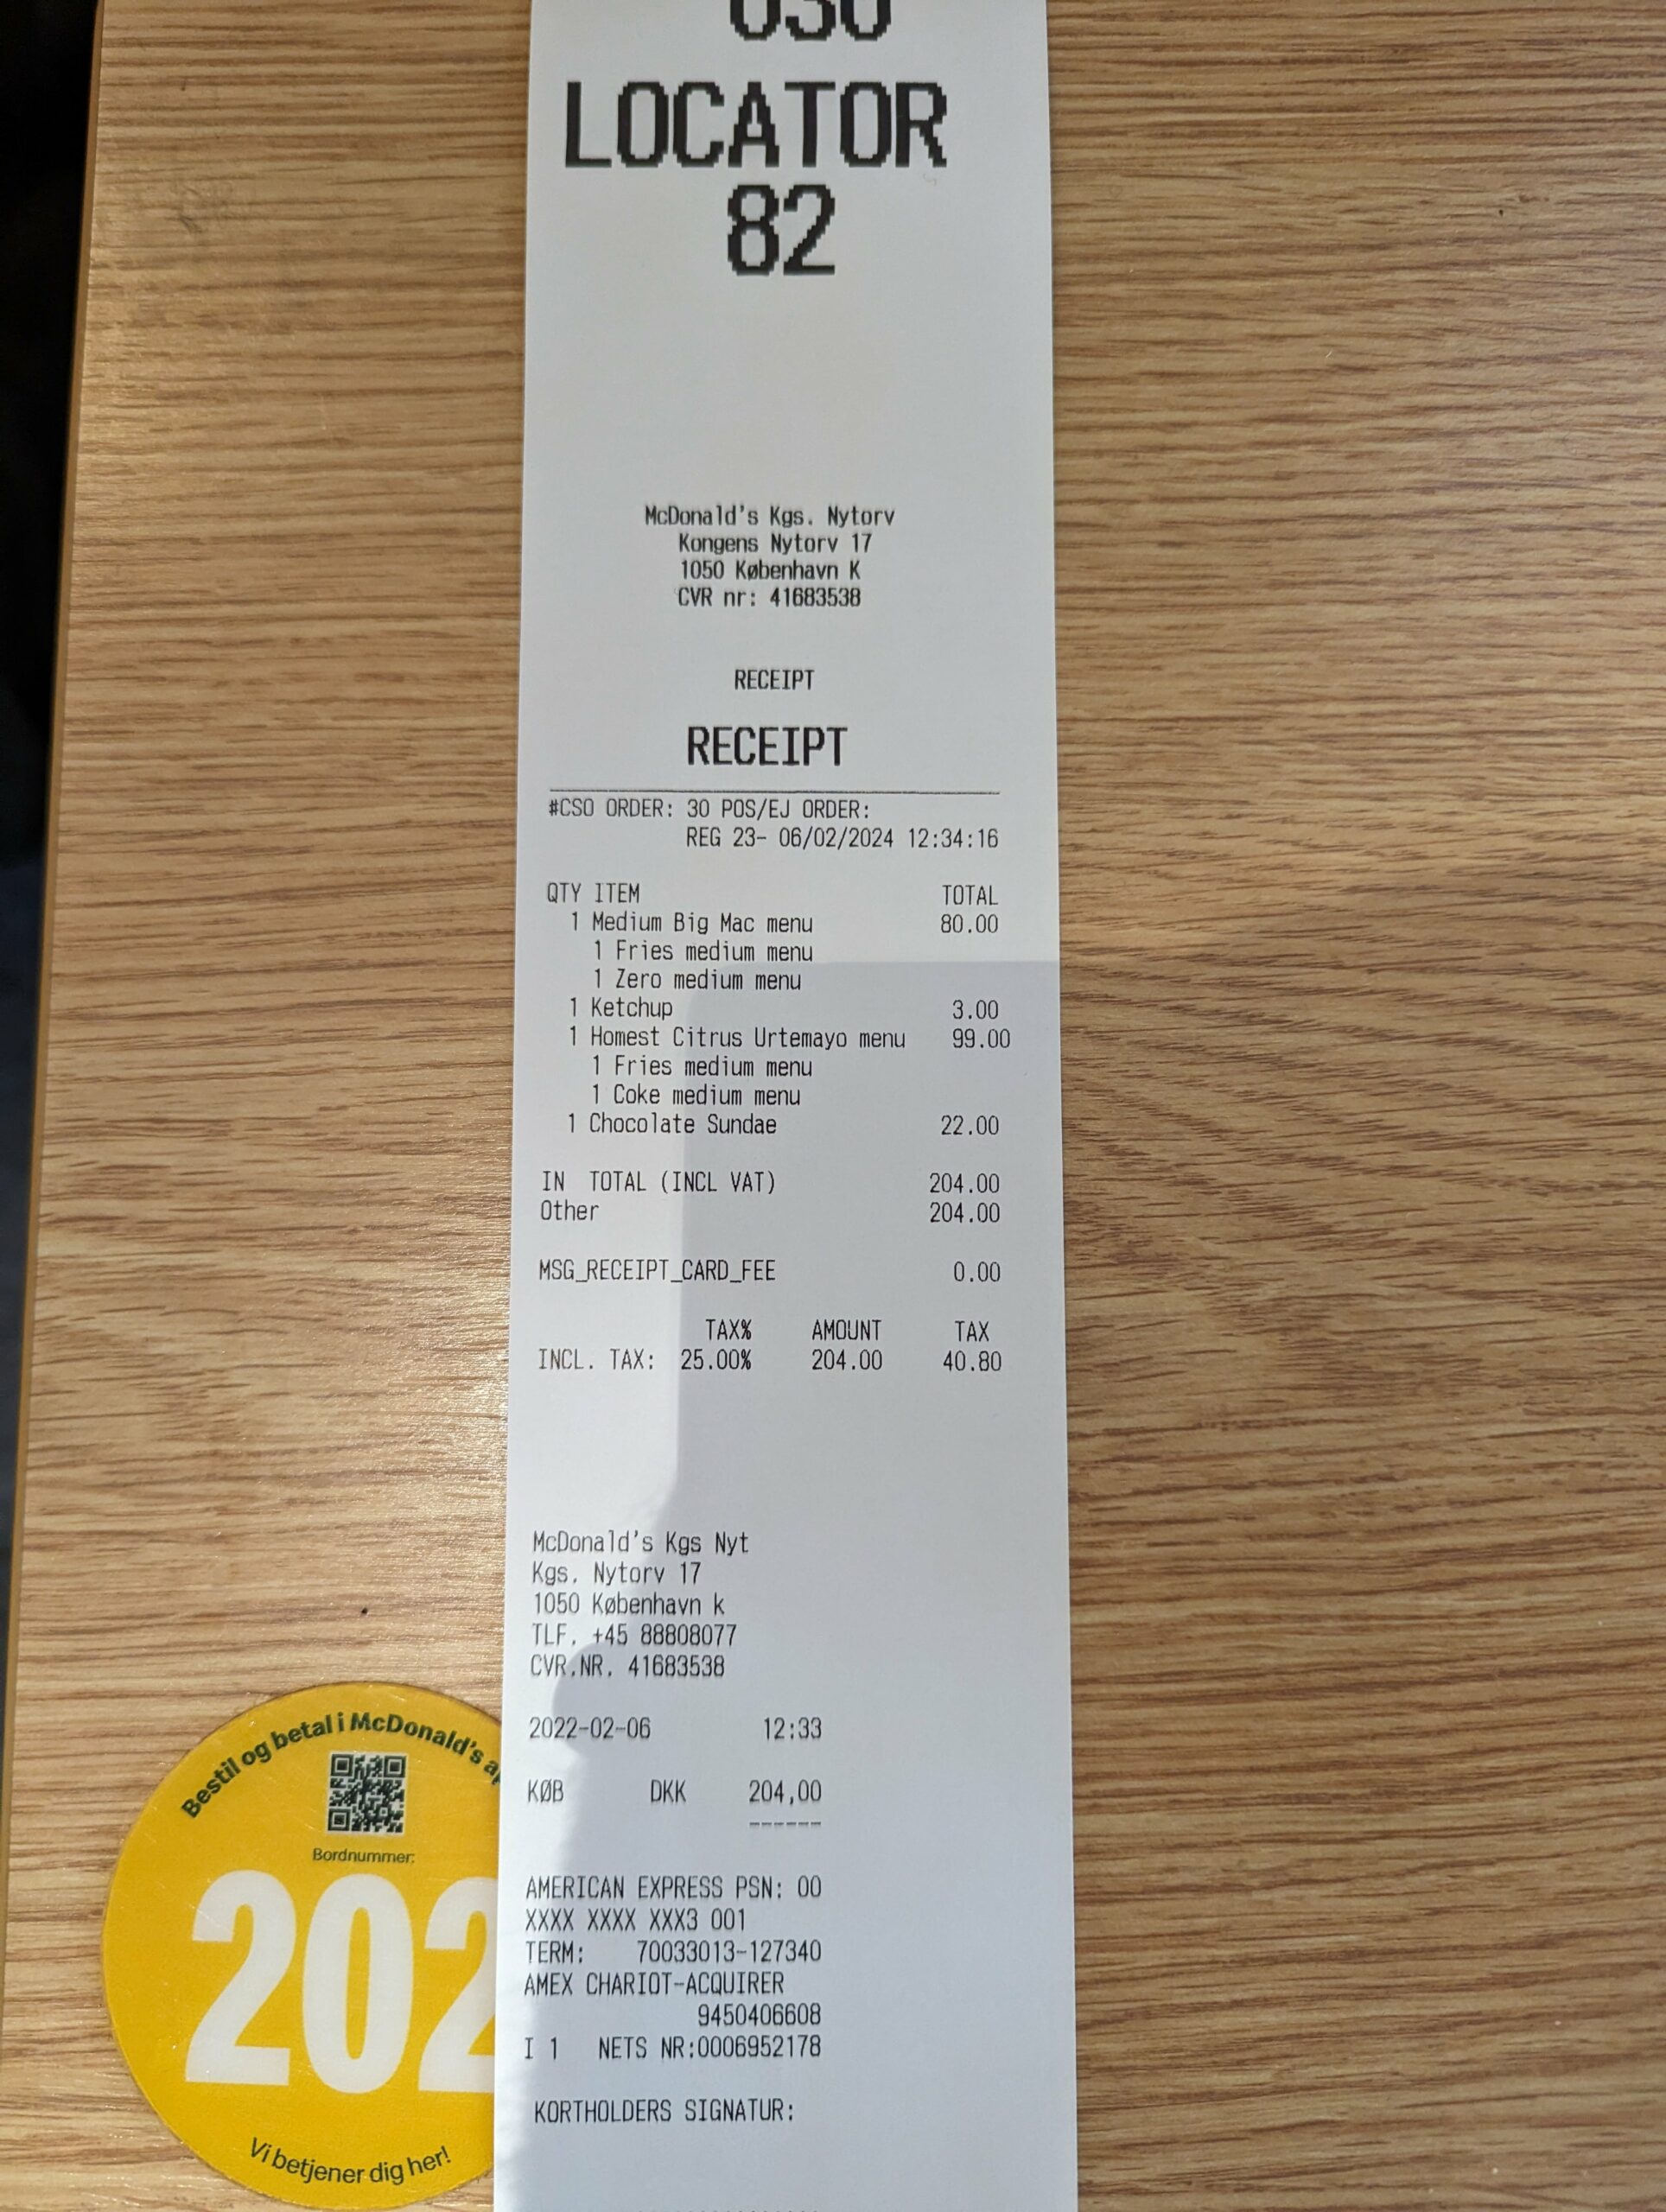 030
LOCATOR
82
McDonald's Kgs. Nytorv
Kongens Nytorv 17
1050 København K
CVR nr: 41683538
RECEIPT
RECEIPT
#CSO ORDER: 30 POS/EJ ORDER:
REG 23- 06/02/2024 12:34:16
QTY ITEM TOTAL
1 Medium Big Mac menu 80.00
1 Fries medium menu
1 Zero medium menu
1 Ketchup 3.00
1 Homest Citrus Urtemayo menu 99.00
1 Fries medium menu
1 Coke medium menu
1 Chocolate Sundae 22.00
IN TOTAL (INCL VAT) 204.00
Other 204.00
MSG_RECEIPT_CARD_FEE 0.00
TAX% AMOUNT TAX
INCL. TAX: 25.00% 204.00 40.80
McDonald's Kgs Nyt
Kgs. Nytorv 17
1050 København k
TLF. +45 88808077
CVR.NR. 41683538
2022-02-06 12:33
KØB DKK 204,00
------
AMERICAN EXPRESS PSN: 00
XXXX XXXX XXX3 001
TERM: 70033013-127340
AMEX CHARIOT-ACQUIRER
9450406608
I 1 NETS NR:0006952178
KORTHOLDERS SIGNATUR:
Bestil og betal i McDonald's
Bordnummer:
202
Vi betjener dig her!